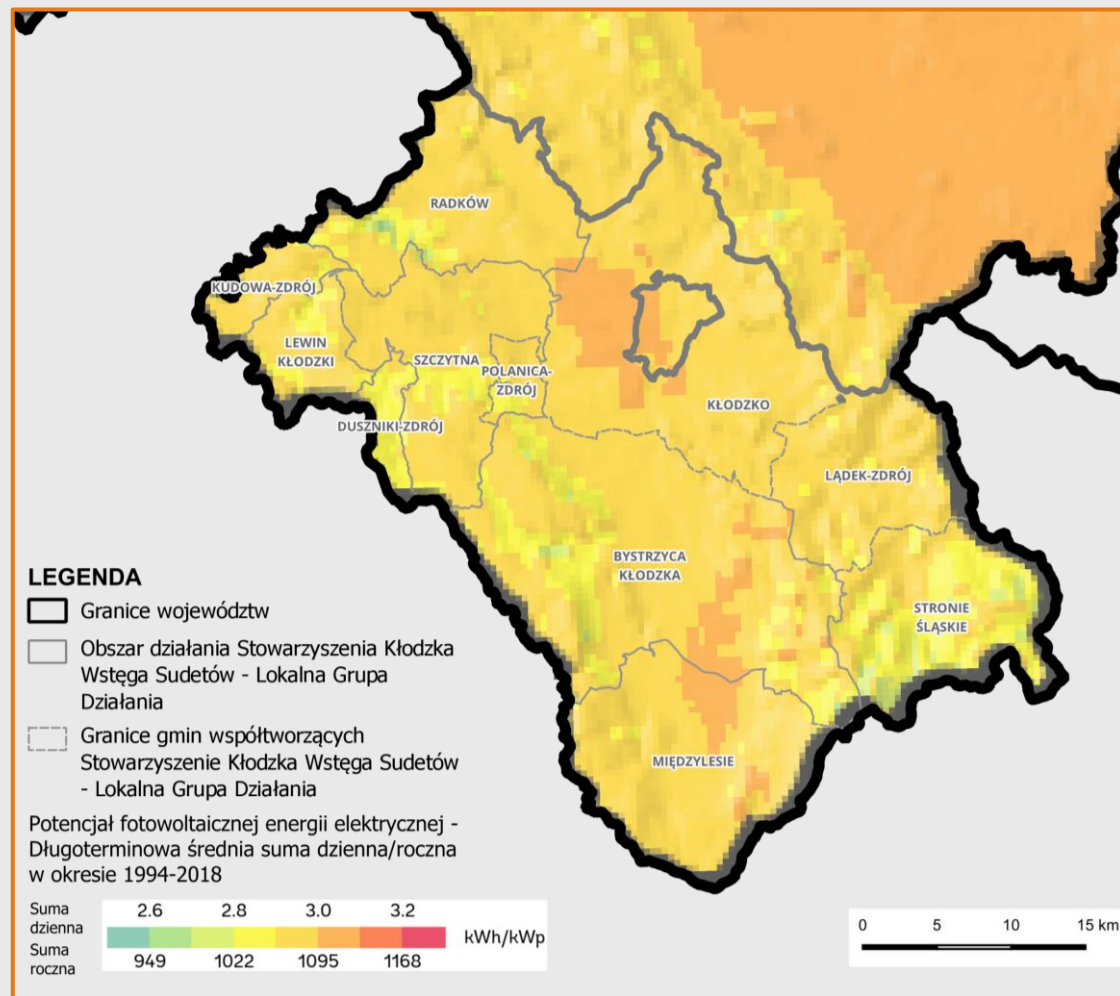 RADKÓW
KUDOWA-ZDRÓJ
LEWIN
KŁODZKI
SZCZYTNA
POLANICA-
ZDRÓJ
KŁODZKO
DUSZNIKI-ZDRÓJ
LĄDEK-ZDRÓJ
BYSTRZYCA
KŁODZKA
STRONIE
ŚLĄSKIE
MIĘDZYLESIE
LEGENDA
Granice województw
Obszar działania Stowarzyszenia Kłodzka
Wstęga Sudetów - Lokalna Grupa
Działania
Granice gmin współtworzących
Stowarzyszenie Kłodzka Wstęga Sudetów
- Lokalna Grupa Działania
Potencjał fotowoltaicznej energii elektrycznej -
Długoterminowa średnia suma dzienna/roczna
w okresie 1994-2018
Suma
dzienna
2.6 2.8 3.0 3.2
kWh/kWp
Suma
roczna
949 1022 1095 1168
0 5 10 15 km